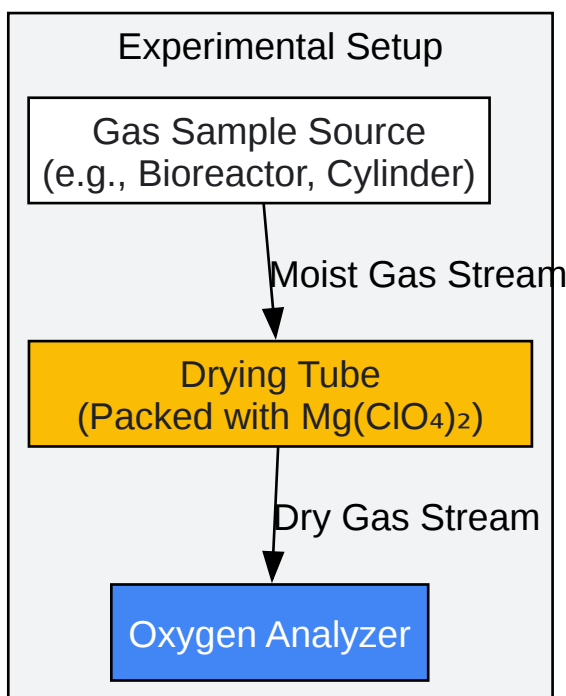 Experimental Setup
Gas Sample Source
(e.g., Bioreactor, Cylinder)
Moist Gas Stream
Drying Tube
(Packed with Mg(ClO₄)₂)
Dry Gas Stream
Oxygen Analyzer